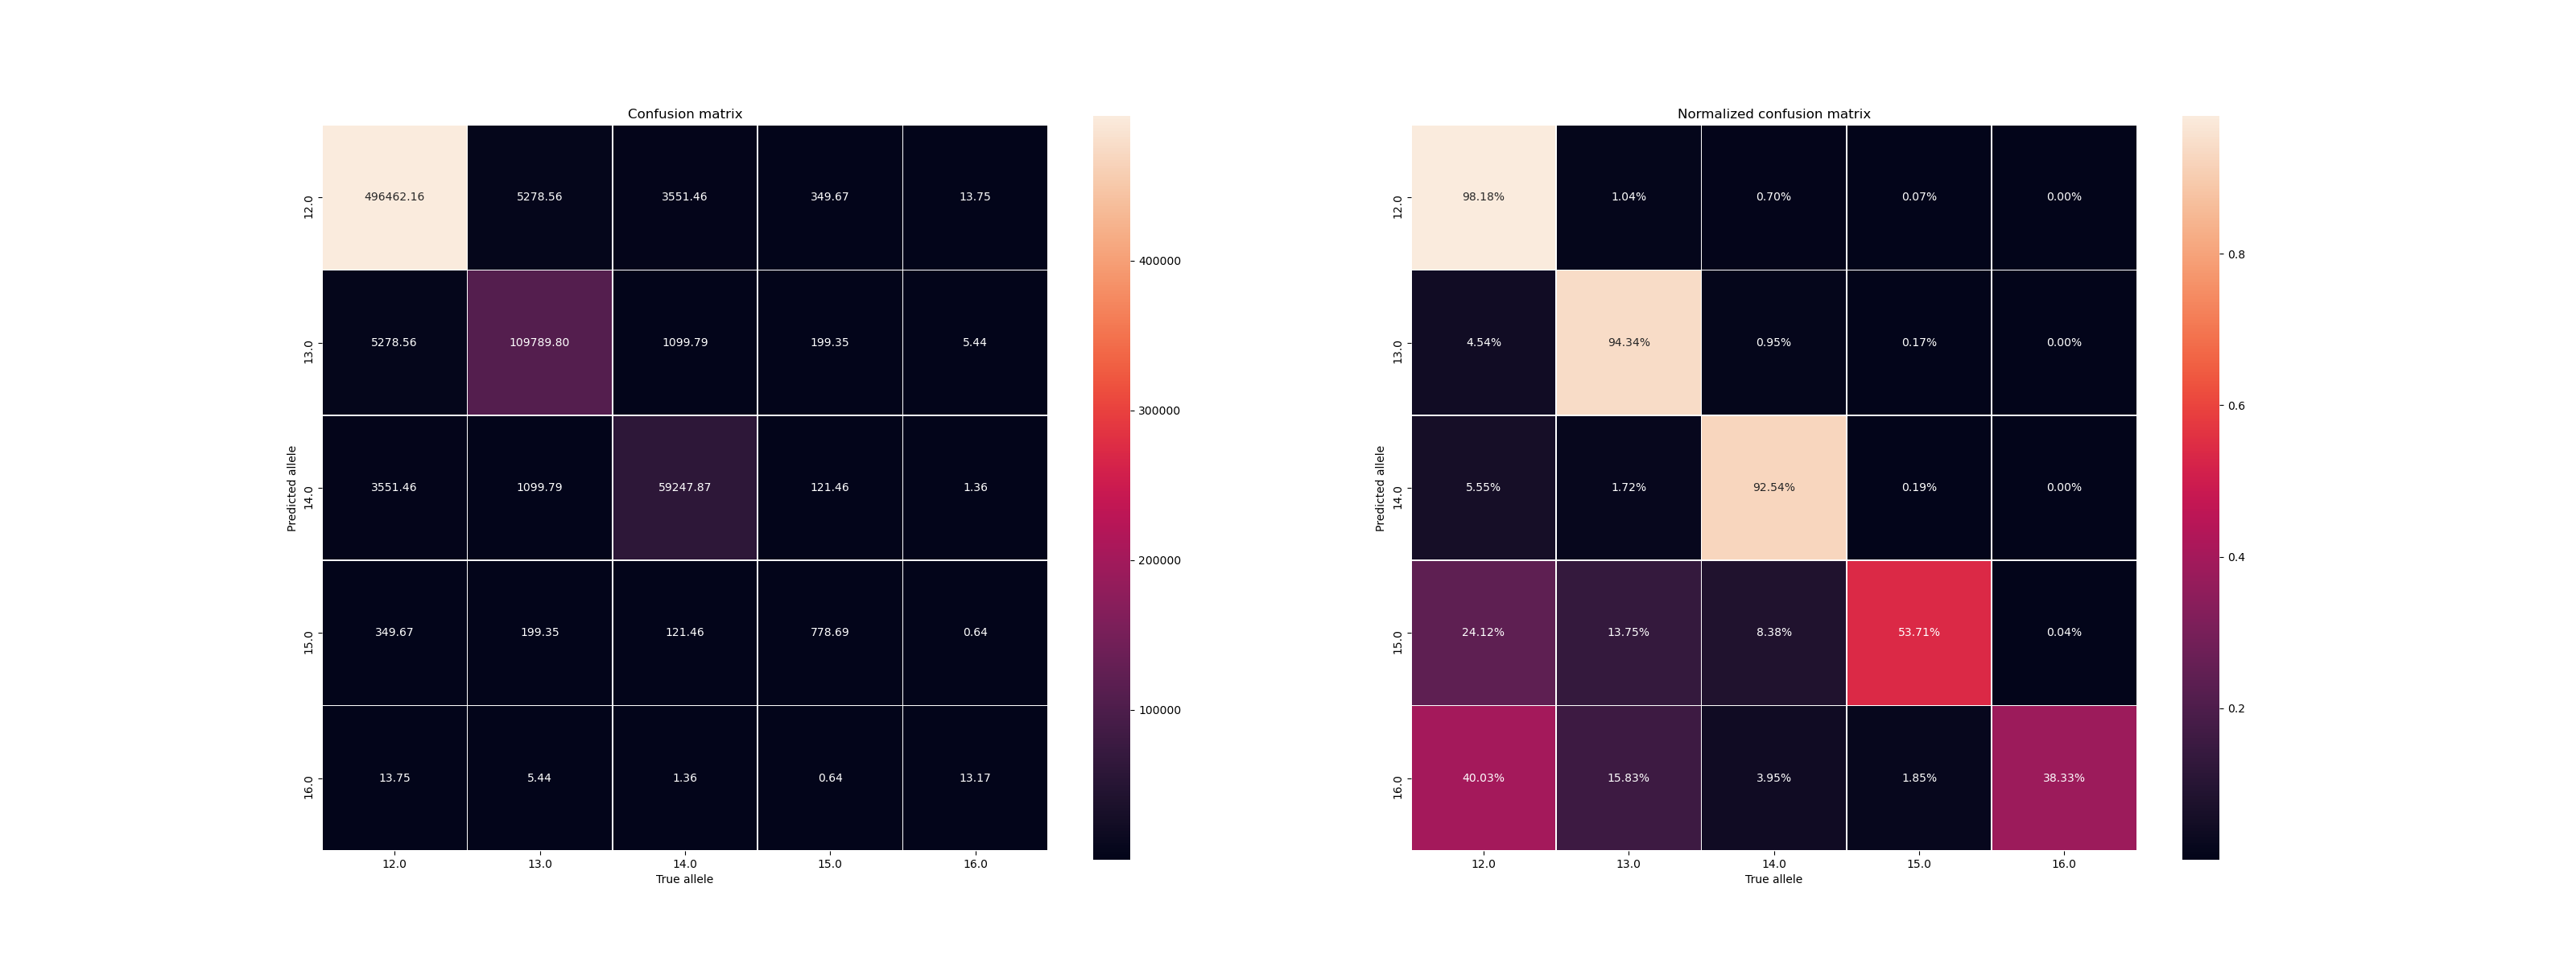 Confusion matrix
12.0 496462.16 5278.56 3551.46 349.67 13.75
13.0 5278.56 109789.80 1099.79 199.35 5.44
14.0 3551.46 1099.79 59247.87 121.46 1.36
15.0 349.67 199.35 121.46 778.69 0.64
16.0 13.75 5.44 1.36 0.64 13.17
12.0 13.0 14.0 15.0 16.0
True allele
Predicted allele
400000
300000
200000
100000
Normalized confusion matrix
12.0 98.18% 1.04% 0.70% 0.07% 0.00%
13.0 4.54% 94.34% 0.95% 0.17% 0.00%
14.0 5.55% 1.72% 92.54% 0.19% 0.00%
15.0 24.12% 13.75% 8.38% 53.71% 0.04%
16.0 40.03% 15.83% 3.95% 1.85% 38.33%
12.0 13.0 14.0 15.0 16.0
True allele
Predicted allele
0.8
0.6
0.4
0.2